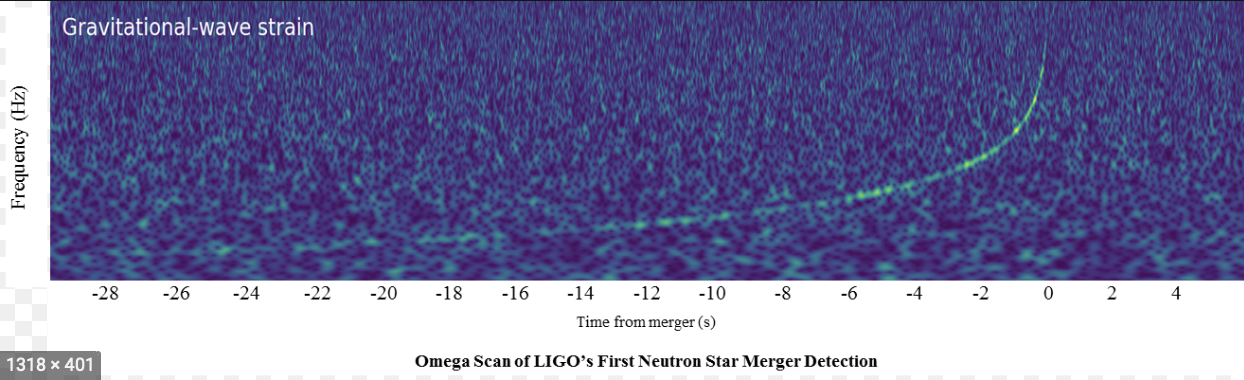 Gravitational-wave strain
Frequency (Hz)
-28 -26 -24 -22 -20 -18 -16 -14 -12 -10 -8 -6 -4 -2 0 2 4
Time from merger (s)
Omega Scan of LIGO’s First Neutron Star Merger Detection
1318 × 401